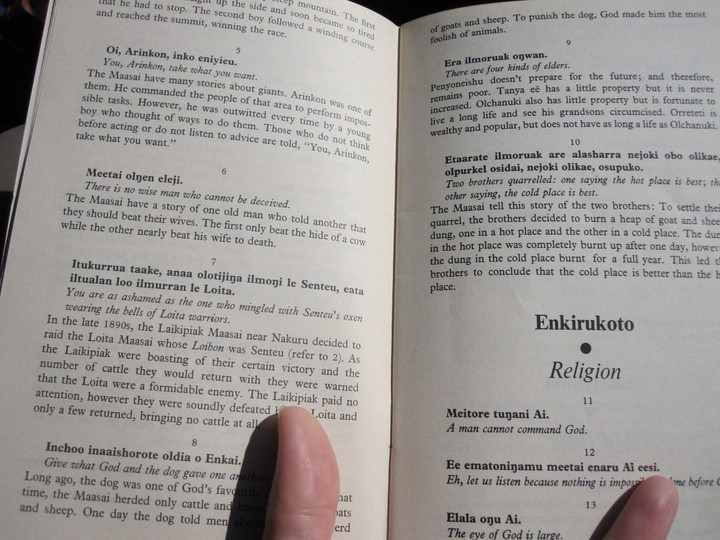 steep mountain. The first
up the side and soon became so tired
that he had to stop. The second boy followed a winding course
and reached the summit, winning the race.
5
Oi, Arinkon, inko eniyieu.
You, Arinkon, take what you want.
The Maasai have many stories about giants. Arinkon was one of
them. He commanded the people of that area to perform impos-
sible tasks. However, he was outwitted every time by a young
boy who thought of ways to do them. Those who do not think
before acting or do not listen to advice are told, "You, Arinkon,
take what you want."
6
Meetai olŋen eleji.
There is no wise man who cannot be deceived.
The Maasai have a story of one old man who told another that
they should beat their wives. The first only beat the hide of a cow
while the other nearly beat his wife to death.
7
Itukurrua taake, anaa olotijiŋa ilmoŋi le Senteu, eata
iltualan loo ilmurran le Loita.
You are as ashamed as the one who mingled with Senteu's oxen
wearing the bells of Loita warriors.
In the late 1890s, the Laikipiak Maasai near Nakuru decided to
raid the Loita Maasai whose Loibon was Senteu (refer to 2). As
the Laikipiak were boasting of their certain victory and the
number of cattle they would return with they were warned
that the Loita were a formidable enemy. The Laikipiak paid no
attention, however they were soundly defeated Loita and
only a few returned, bringing no cattle at all
8
Inchoo inaaishorote oldia o Enkai.
Give what God and the dog gave one
Long ago, the dog was one of God's that
time, the Maasai herded only cattle and
and sheep. One day the dog told men
of goats and sheep. To punish the dog, God made him the most
foolish of animals.
9
Era ilmoruak oŋwan.
There are four kinds of elders.
Penyoneishu doesn't prepare for the future; and therefore,
remains poor. Tanya eë has a little property but it is never
increased. Olchanuki also has little property but is fortunate to
live a long life and see his grandsons circumcised. Orreteti is
wealthy and popular, but does not have as long a life as Olchanuki.
10
Etaarate ilmoruak are alasharra nejoki obo olikae,
olpurkel osidai, nejoki olikae, osupuko.
Two brothers quarrelled: one saying the hot place is best;
other saying, the cold place is best.
The Maasai tell this story of the two brothers: To settle
quarrel, the brothers decided to burn a heap of goat and
dung, one in a hot place and the other in a cold place. The
in the hot place was completely burnt up after one day,
the dung in the cold place burnt for a full year. This led
brothers to conclude that the cold place is better than the
place.
Enkirukoto
●
Religion
11
Meitore tuŋani Ai.
A man cannot command God.
12
Ee ematoniŋamu meetai enaru Ai eesi.
Eh, let us listen because nothing is before
13
Elala oŋu Ai.
The eye of God is large.